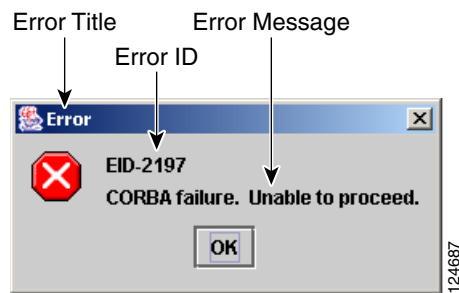 Error Title
Error Message
Error ID
Error
EID-2197
CORBA failure. Unable to proceed.
OK
124687